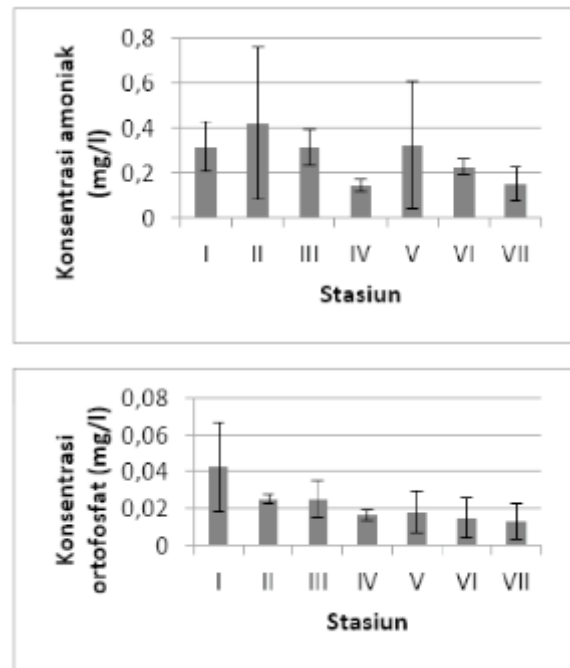 Konsentrasi amoniak
(mg/l)
0,8
0,6
0,4
0,2
0
I II III IV V VI VII
Stasiun
Konsentrasi
ortofosfat (mg/l)
0,08
0,06
0,04
0,02
0
I II III IV V VI VII
Stasiun